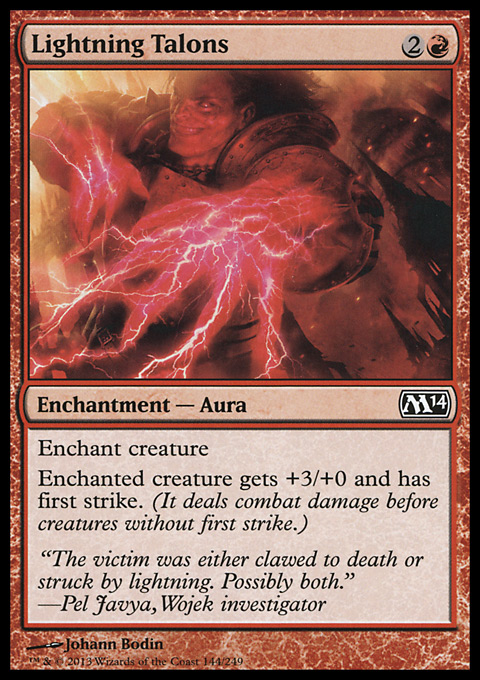 Lightning Talons 2
Enchantment — Aura M14
Enchant creature
Enchanted creature gets +3/+0 and has
first strike. (It deals combat damage before
creatures without first strike.)
“The victim was either clawed to death or
struck by lightning. Possibly both.”
—Pel Javya, Wojek investigator
Johann Bodin
™ & © 2013 Wizards of the Coast 144/249